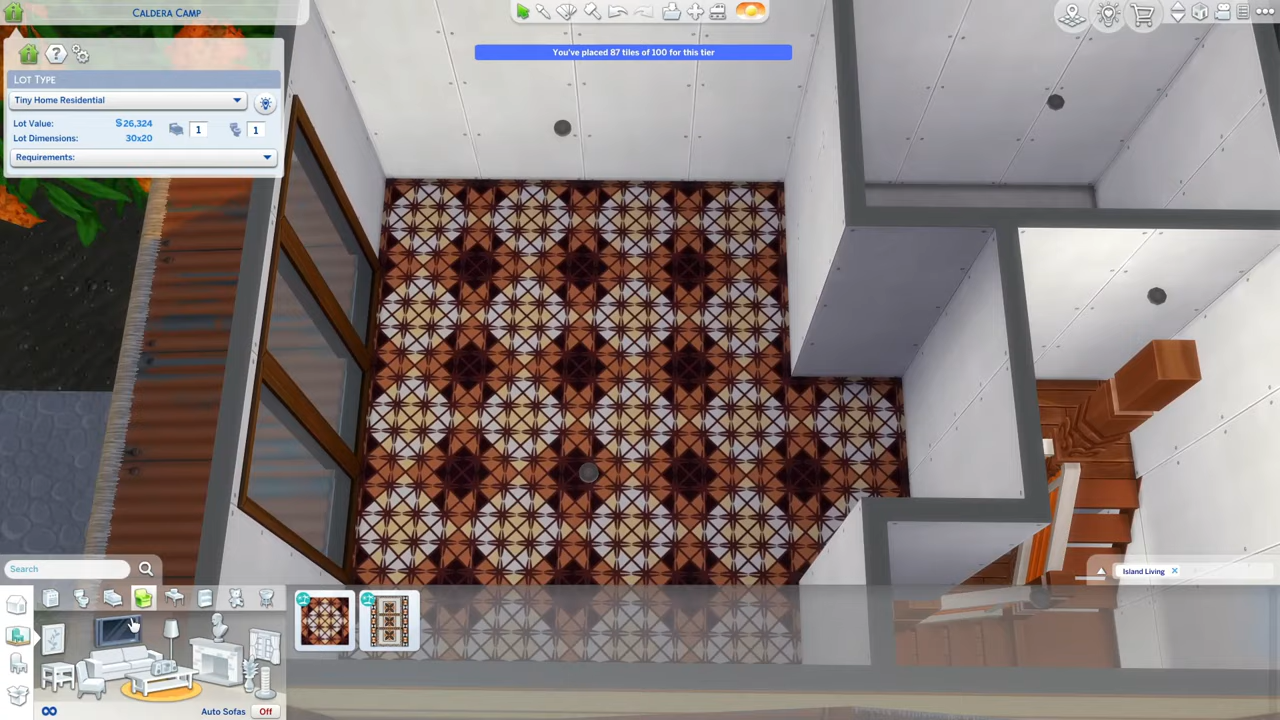 CALDERA CAMP
You've placed 87 tiles of 100 for this tier
LOT TYPE
Tiny Home Residential
Lot Value: §26,324 1 1
Lot Dimensions: 30x20
Requirements:
Search
Island Living
Auto Sofas Off